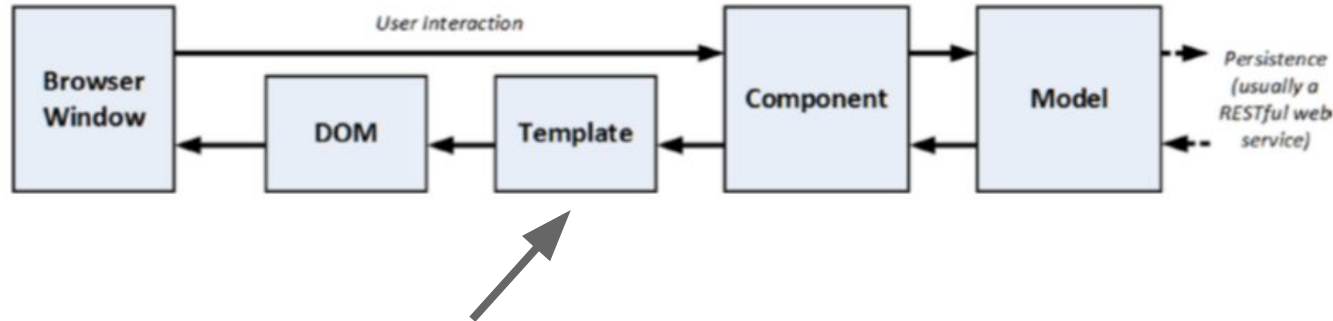 User Interaction
Browser
Window
DOM
Template
Component
Model
Persistence
(usually a
RESTful web
service)